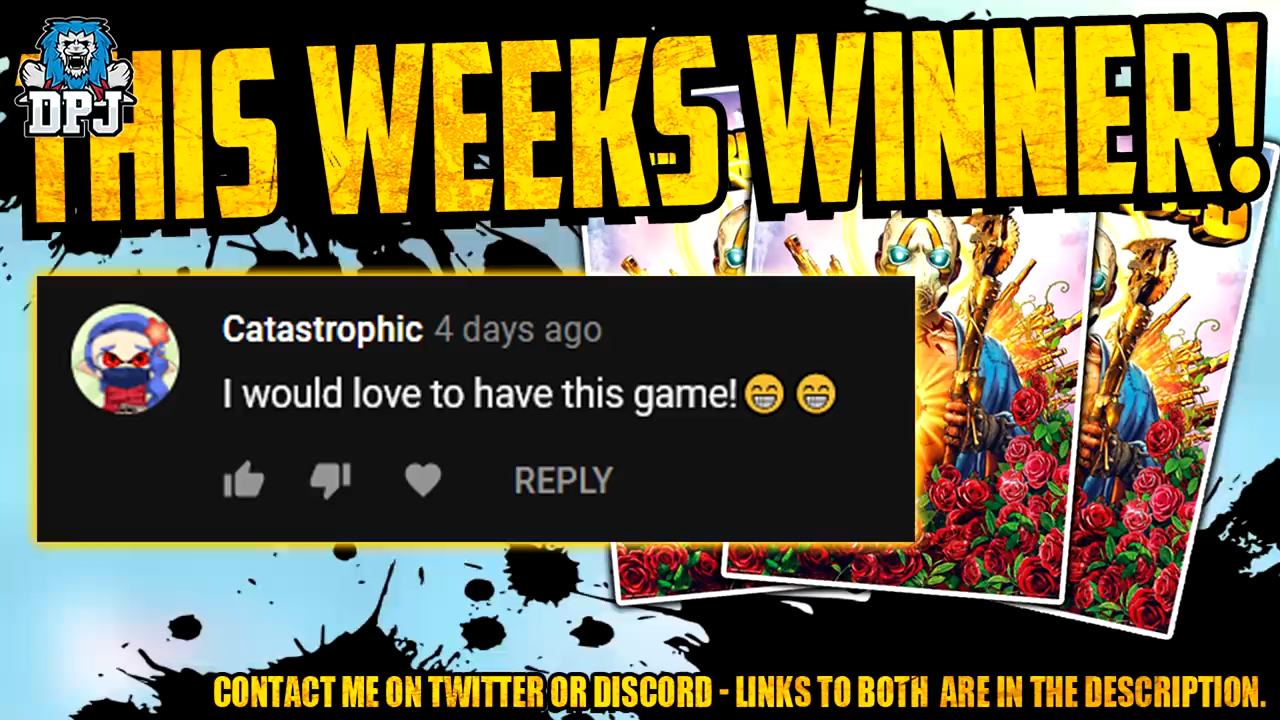 THIS WEEKS WINNER!
DPJ
Catastrophic 4 days ago
I would love to have this game!😁 😁
REPLY
CONTACT ME ON TWITTER OR DISCORD - LINKS TO BOTH ARE IN THE DESCRIPTION.